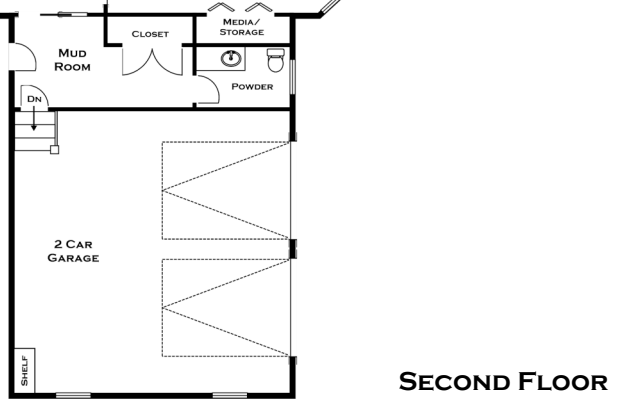 Media/
Storage
Closet
Mud
Room
Powder
Dn
2 Car
Garage
Shelf
Second Floor